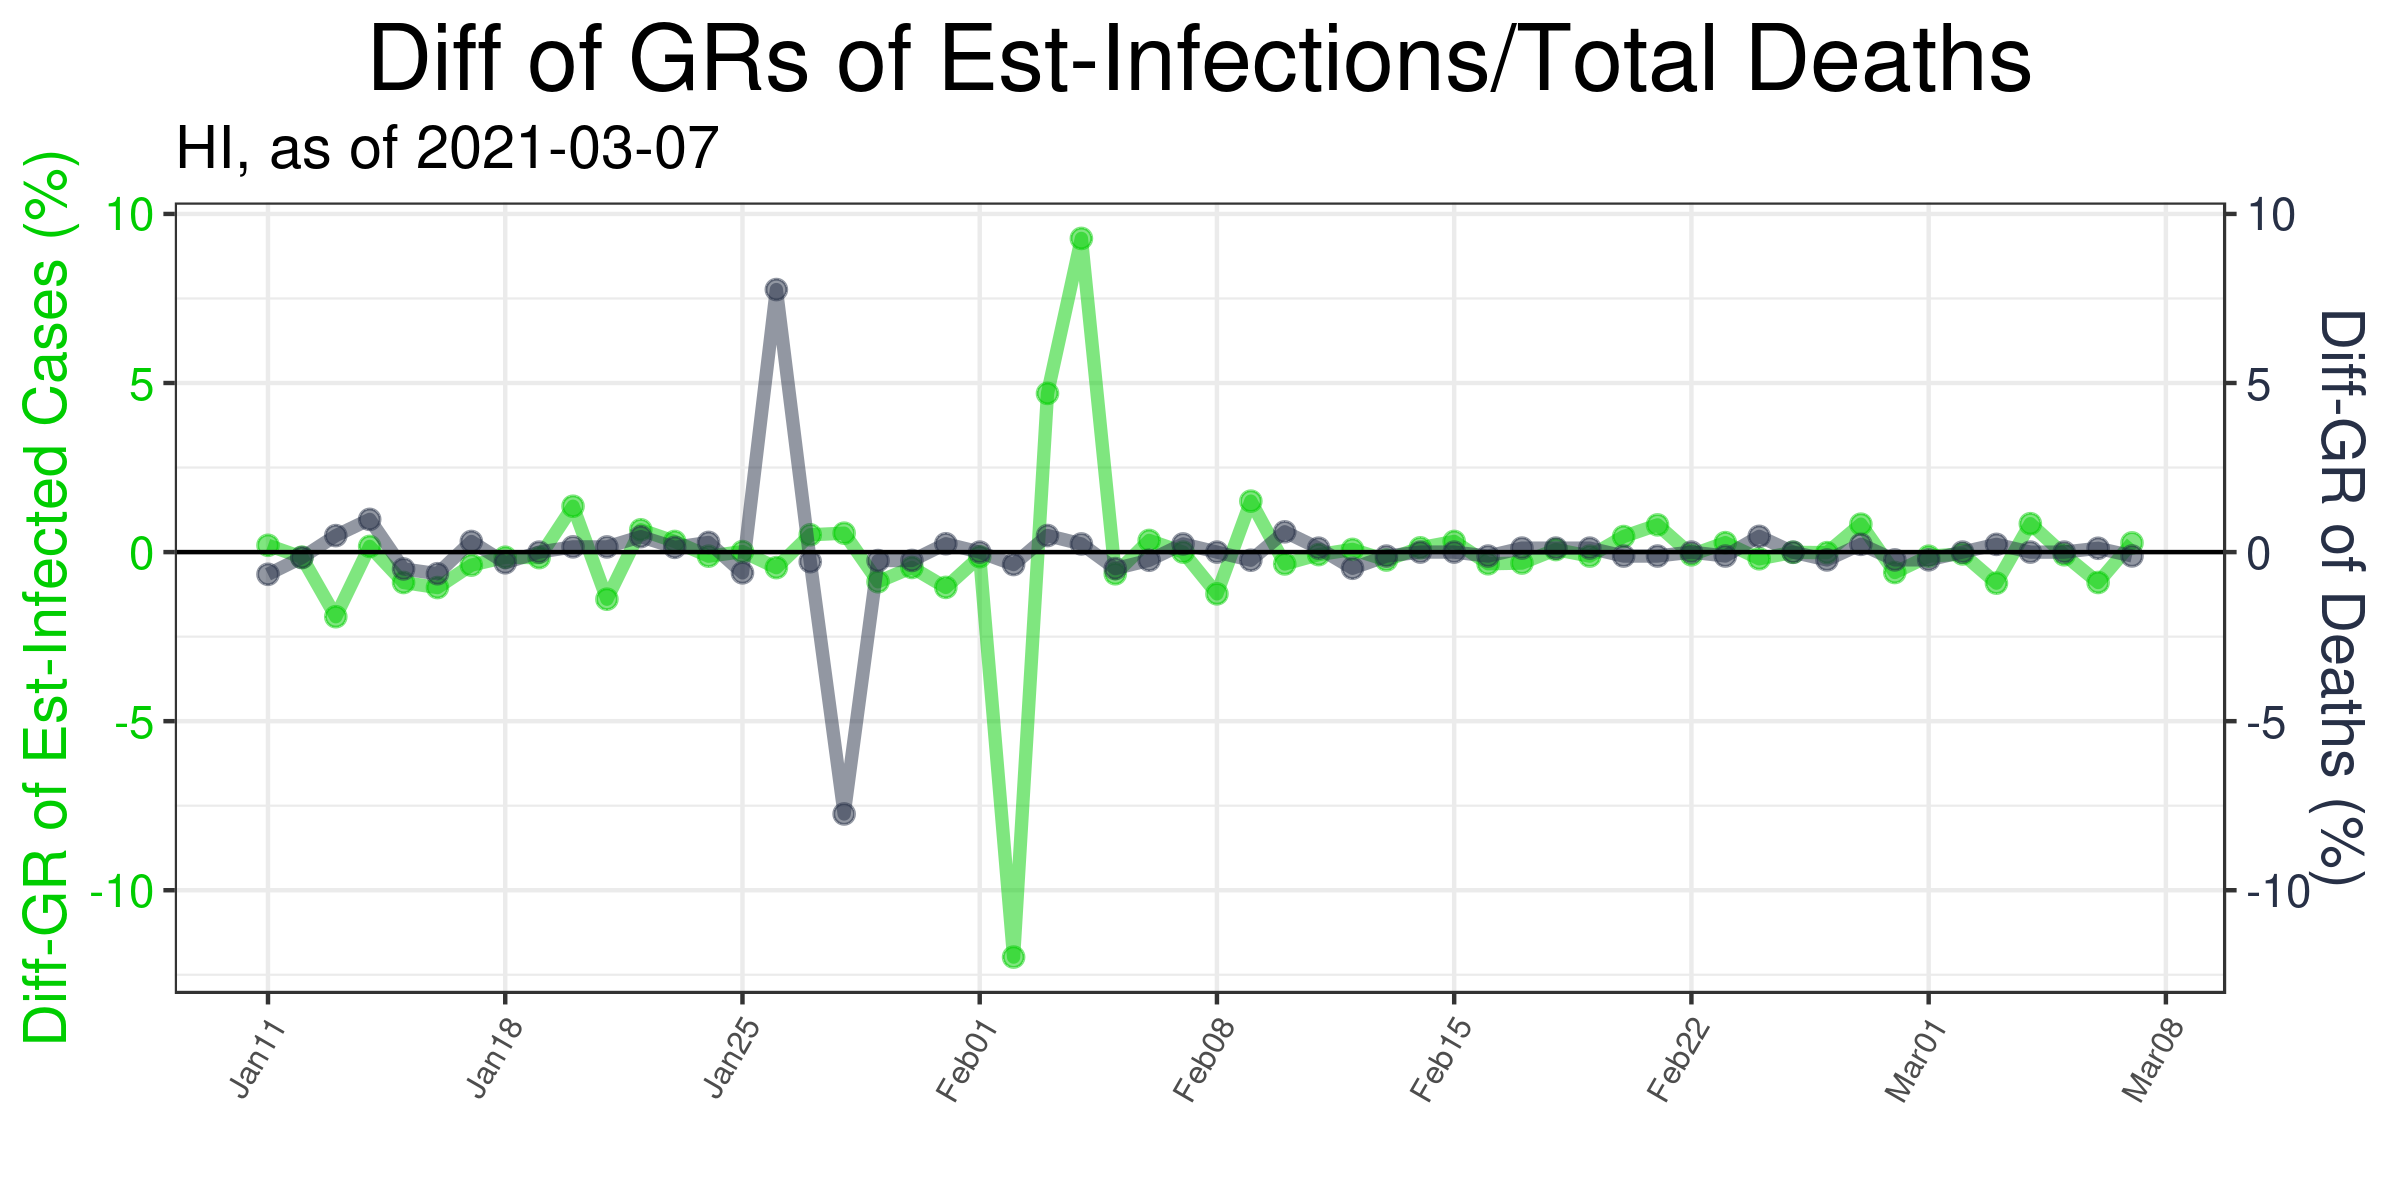 Diff of GRs of Est-Infections/Total Deaths
HI, as of 2021-03-07
Diff-GR of Est-Infected Cases (%)
10
5
0
-5
-10
10
5
0
-5
-10
Diff-GR of Deaths (%)
Jan11
Jan18
Jan25
Feb01
Feb08
Feb15
Feb22
Mar01
Mar08